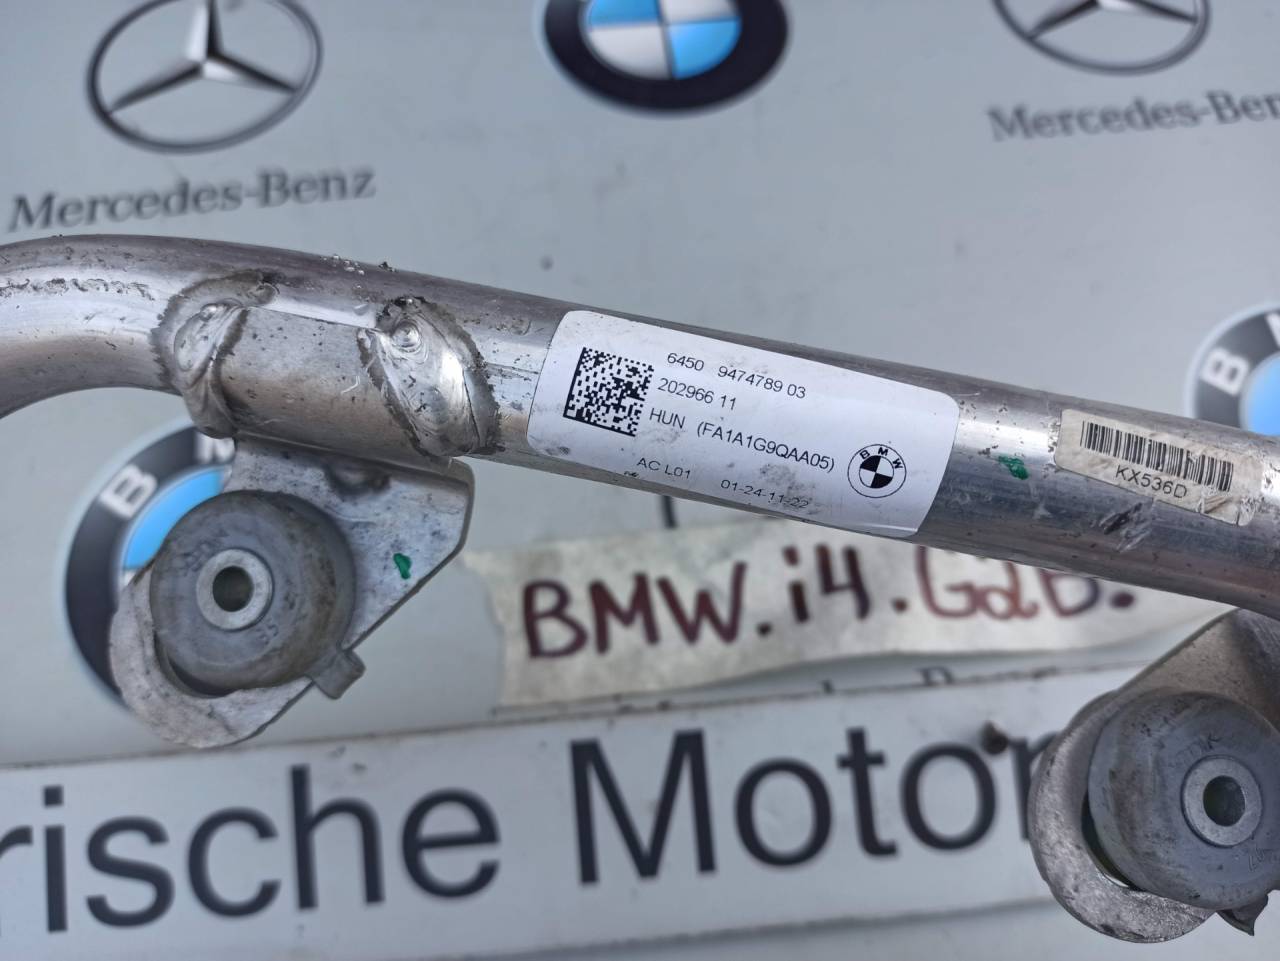 Mercedes-Benz
Mercedes-Ben
6450 9474789 03
202966 11
HUN (FA1A1G9QAA05)
AC L01 01-24-11-22
BMW
KX536D
BMW.i4.G26.
rische Motor